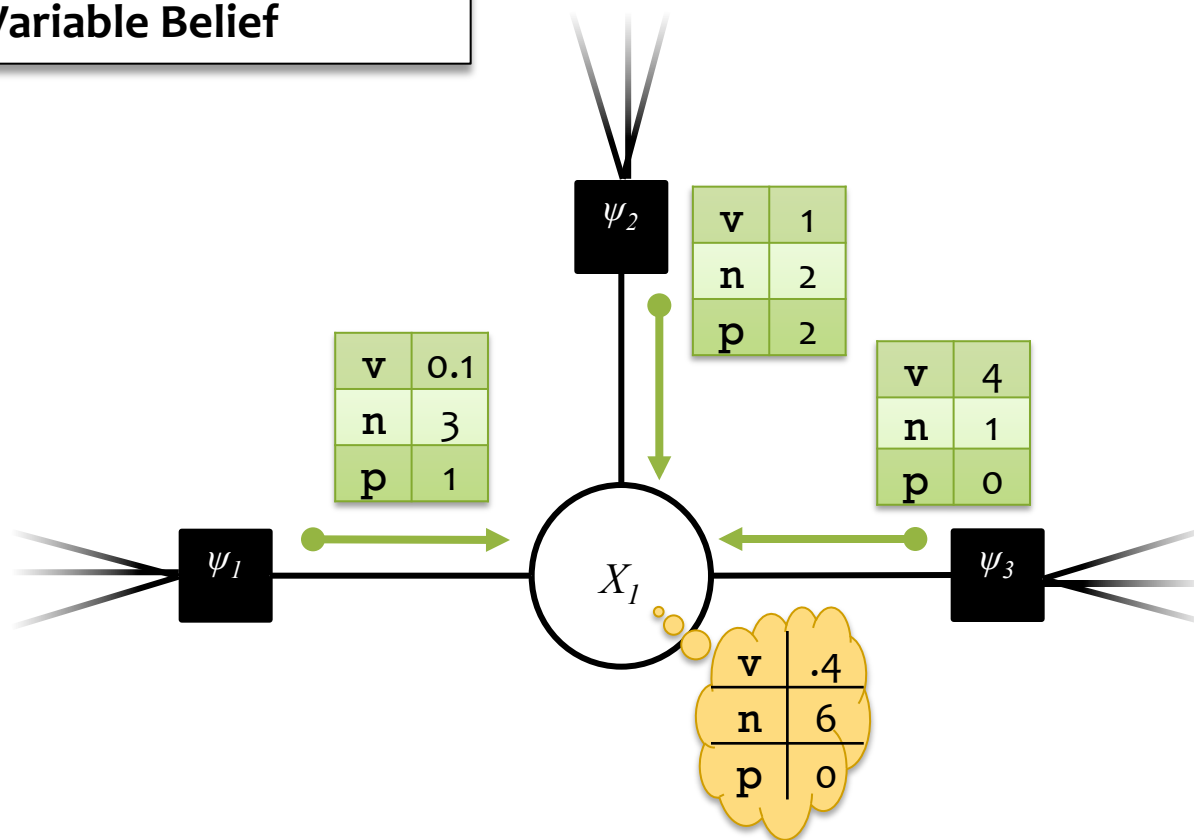 Variable Belief
ψ2
v 1
n 2
p 2
v 0.1
n 3
p 1
v 4
n 1
p 0
ψ1
X1
ψ3
v .4
n 6
p 0